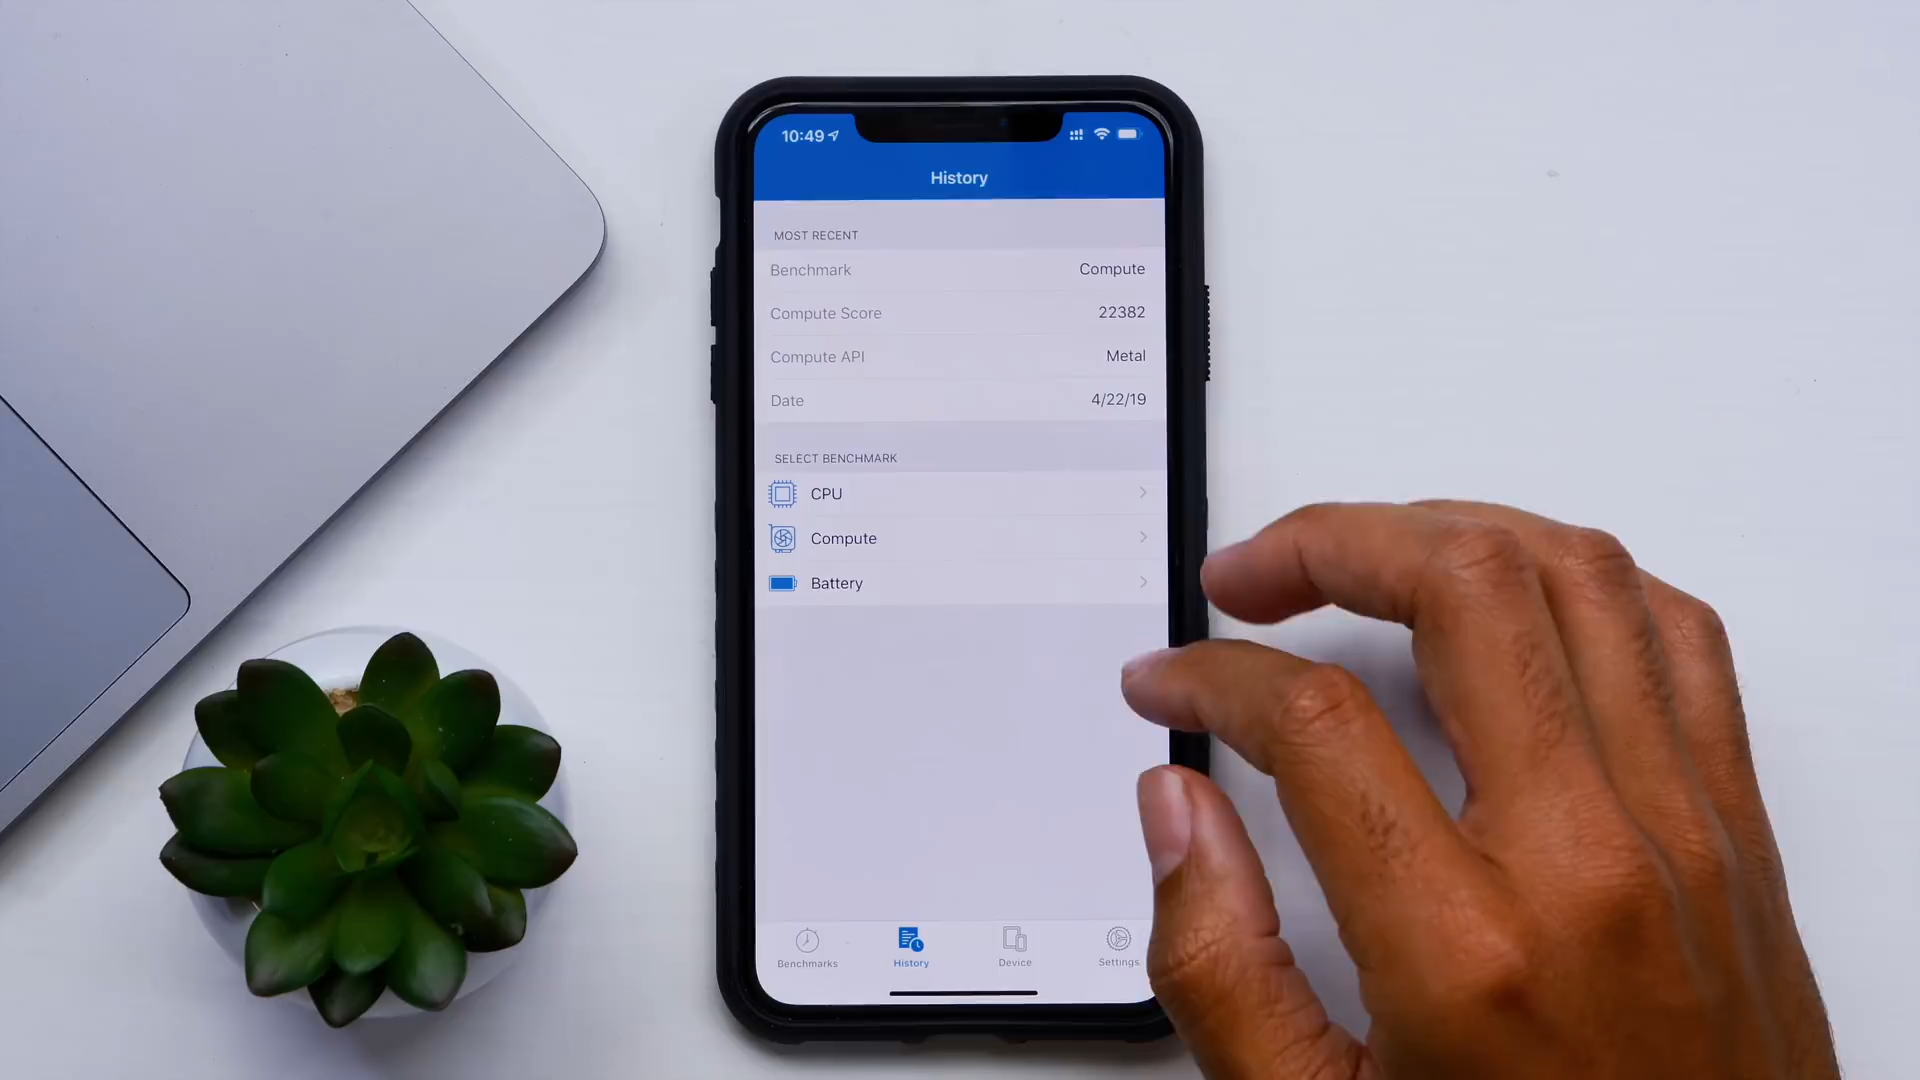 10:49
History
MOST RECENT
Benchmark Compute
Compute Score 22382
Compute API Metal
Date 4/22/19
SELECT BENCHMARK
CPU
Compute
Battery
Benchmarks History Device Settings